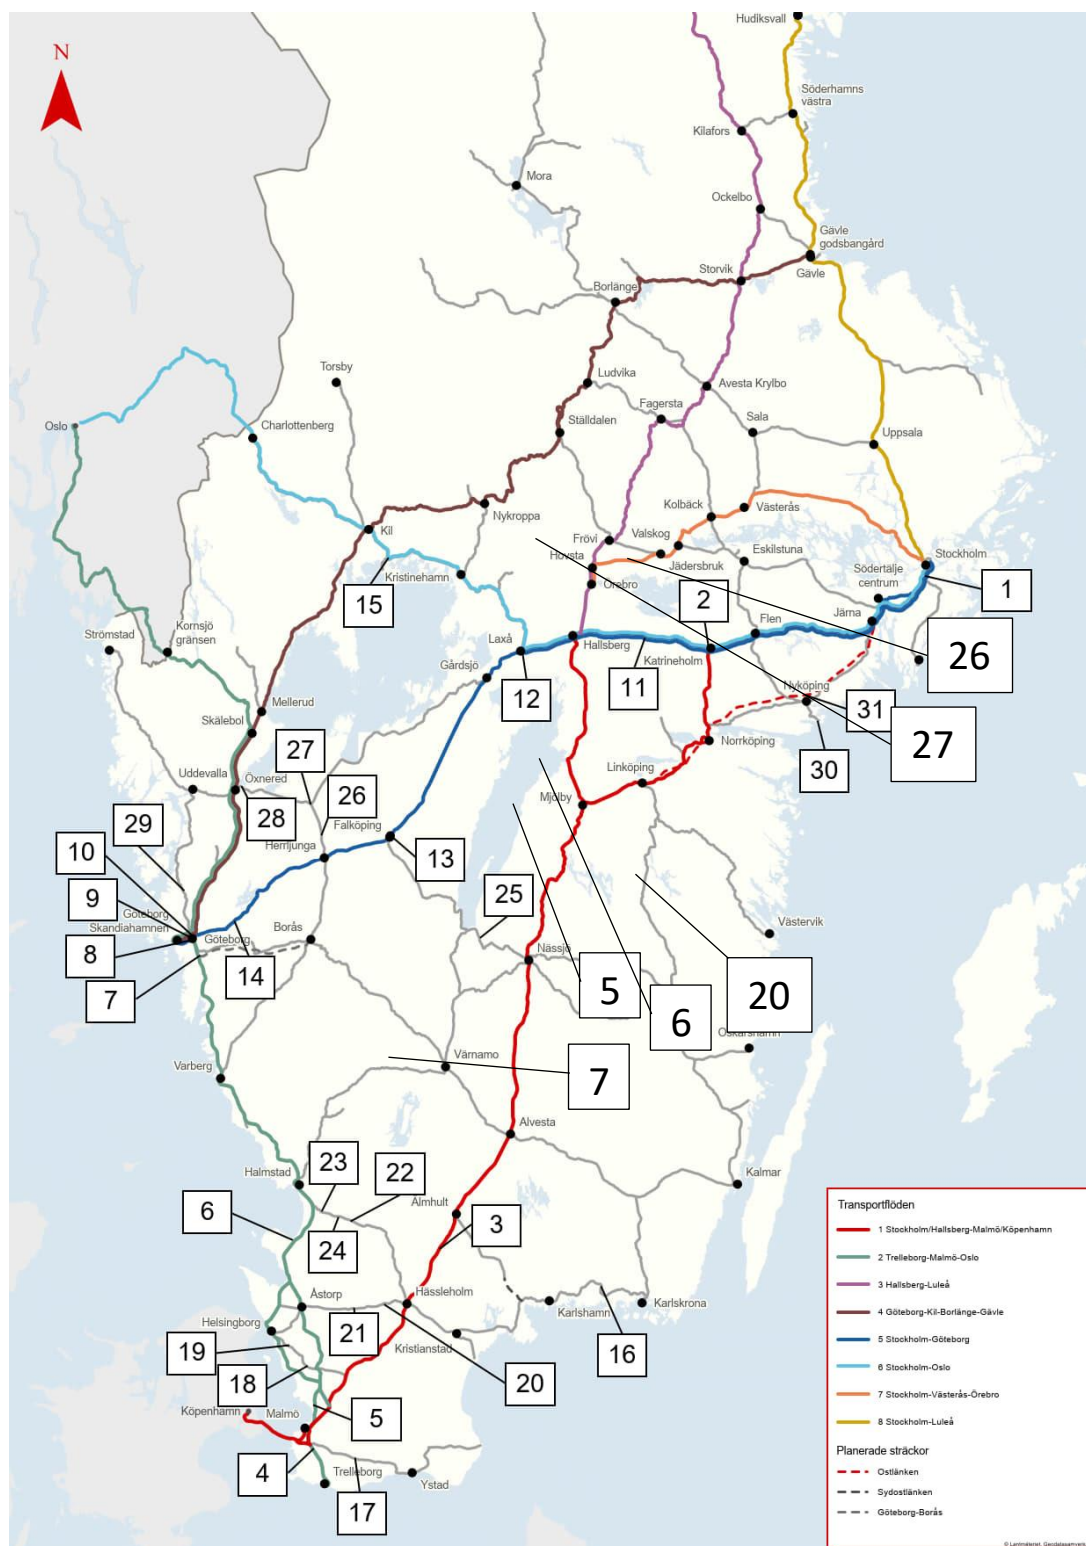 N
Hudiksvall
Söderhamns
västra
Kilafors
Mora
Ockelbo
Gävle
godsbangård
Storvik
Gävle
Borlänge
Torsby
Ludvika
Avesta Krylbo
Fagersta
Oslo
Charlottenberg
Ställdalen
Sala
Uppsala
Kolbäck
Västerås
Nykroppa
Kil
Frövi
Valskog
Hovsta
Jädersbruk
Eskilstuna
Stockholm
Kristinehamn
Örebro
Södertälje
centrum
1
15
2
Järna
Strömstad
Kornsjö
gränsen
Laxå
Hallsberg
Flen
26
Gårdsjö
12
11
Katrineholm
Mellerud
Nyköping
31
Skälebol
27
27
Norrköping
30
Uddevalla
Öxnered
26
Linköping
28
Mjölby
29
Falköping
10
Herrljunga
13
9
25
Göteborg
Skandiahamnen
Göteborg
Borås
Västervik
8
14
Nässjö
5
6
20
7
Oskarshamn
Värnamo
7
Varberg
Alvesta
Halmstad
23
22
Kalmar
6
Älmhult
3
24
Åstorp
Hässleholm
Karlshamn
Karlskrona
Helsingborg
21
Kristianstad
19
16
18
20
Köpenhamn
Malmö
5
4
Trelleborg
Ystad
17
Transportflöden
1 Stockholm/Hallsberg-Malmö/Köpenhamn
2 Trelleborg-Malmö-Oslo
3 Hallsberg-Luleå
4 Göteborg-Kil-Borlänge-Gävle
5 Stockholm-Göteborg
6 Stockholm-Oslo
7 Stockholm-Västerås-Örebro
8 Stockholm-Luleå
Planerade sträckor
Ostlänken
Sydostlänken
Göteborg-Borås
© Lantmäteriet, Geodatasamverkan